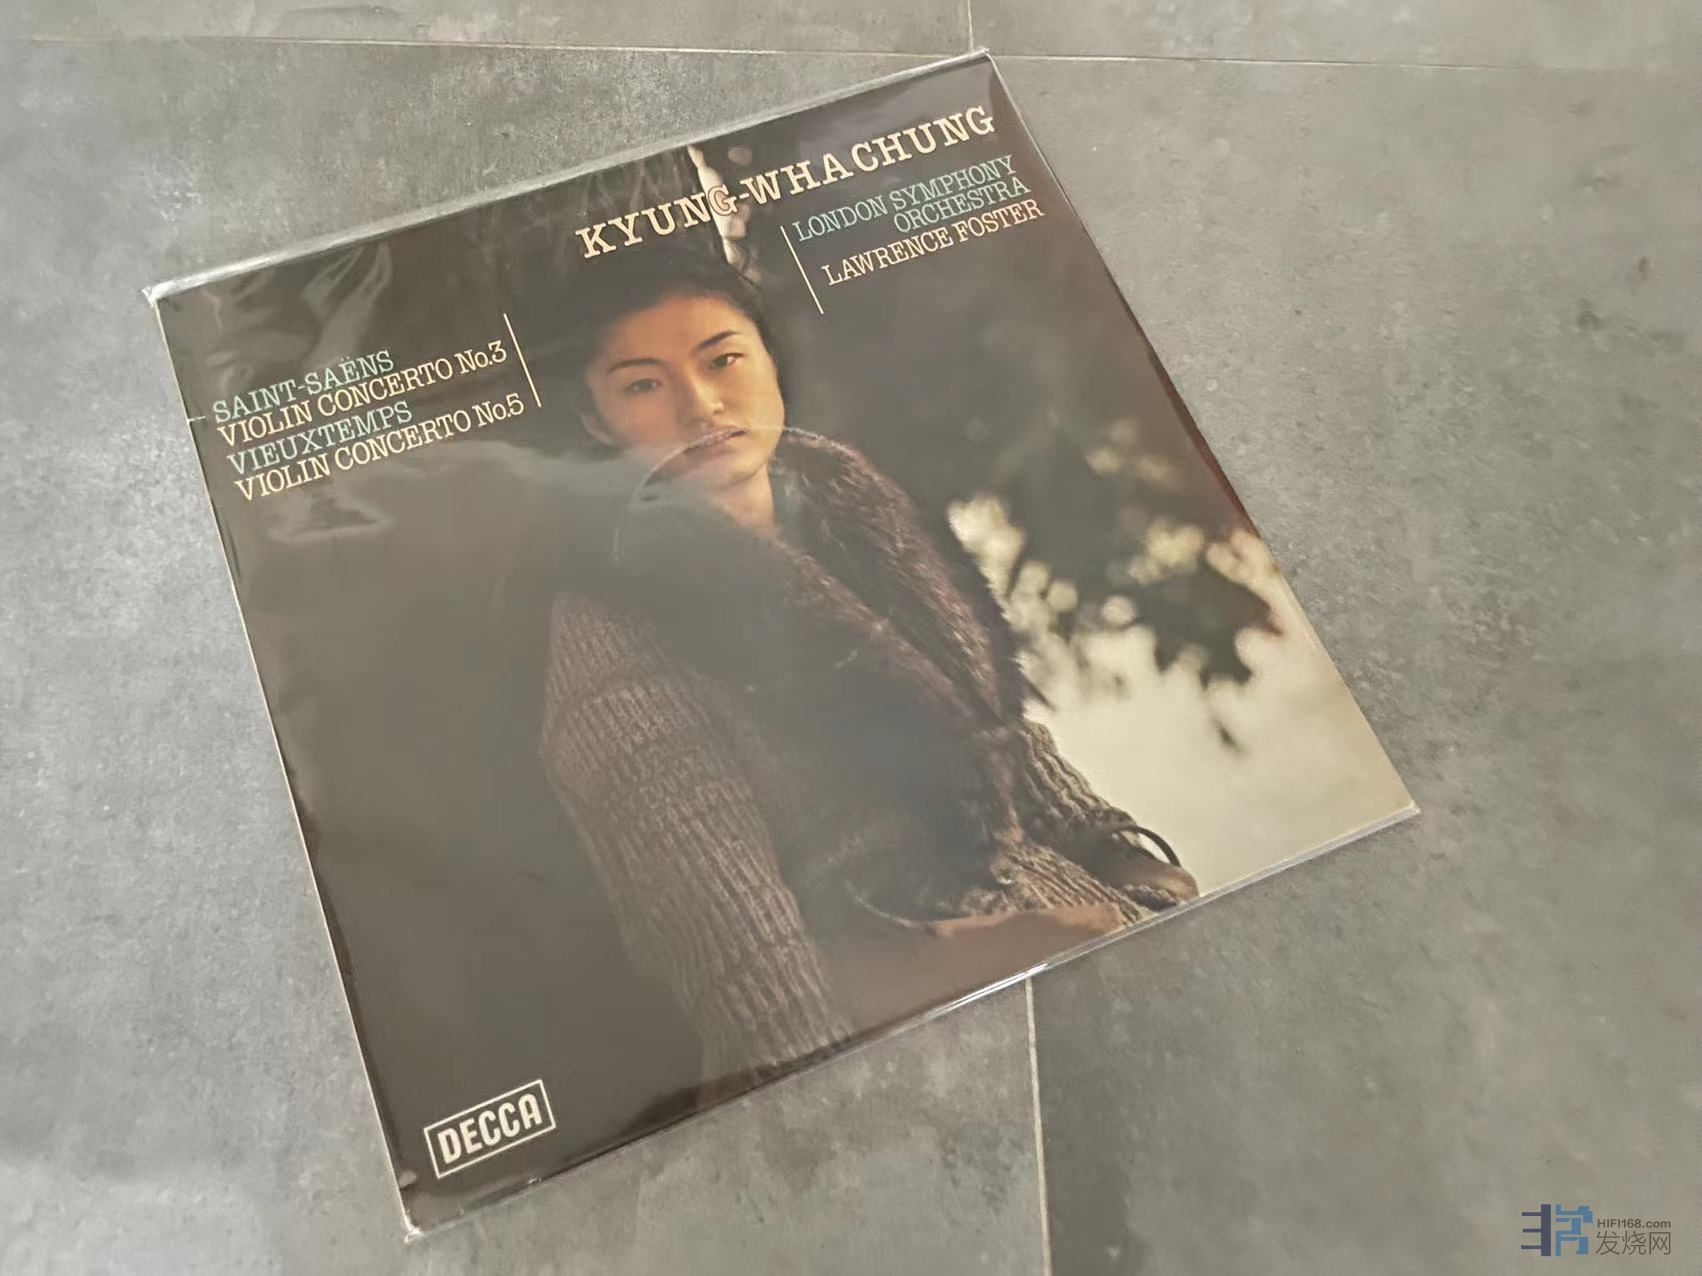 KYUNG-WHA CHUNG
LONDON SYMPHONY
ORCHESTRA
LAWRENCE FOSTER
SAINT-SAËNS
VIOLIN CONCERTO No.3
VIEUXTEMPS
VIOLIN CONCERTO No.5
DECCA
HIFI168.com
发烧网